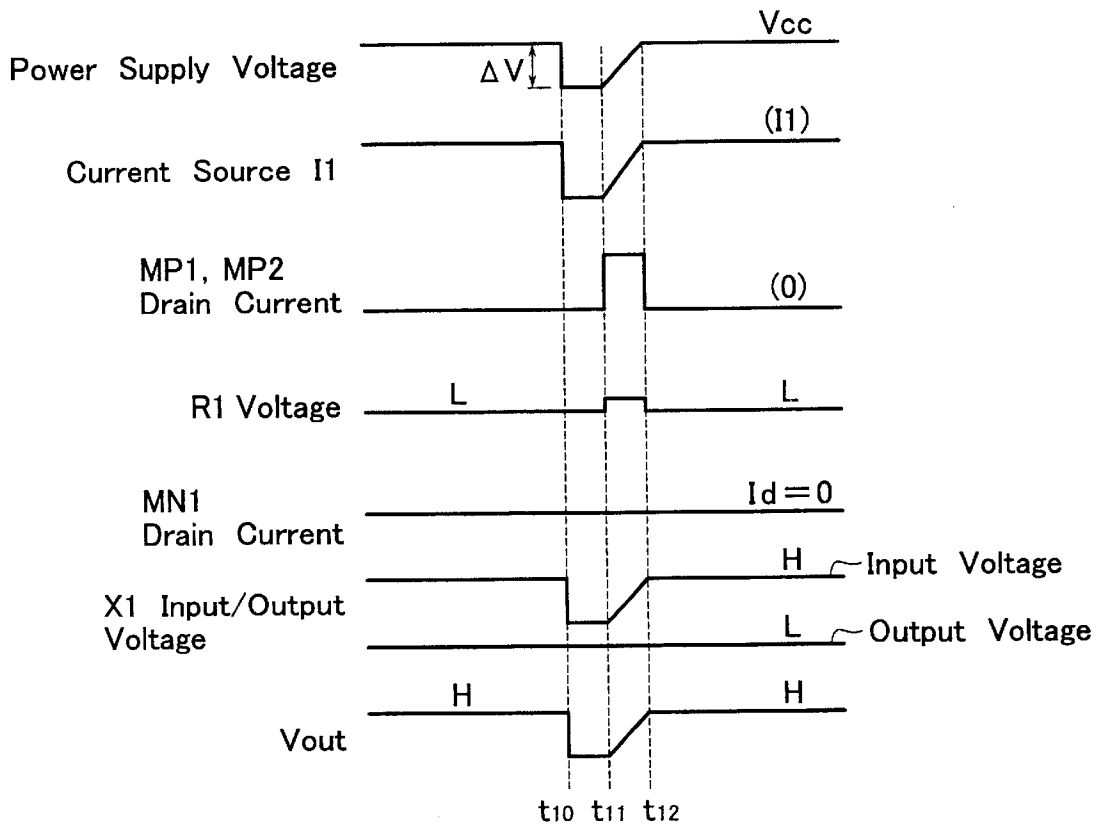 Vcc
Power Supply Voltage
ΔV
(I1)
Current Source I1
MP1, MP2
Drain Current
(0)
R1 Voltage
L
L
MN1
Drain Current
Id=0
H
Input Voltage
X1 Input/Output
Voltage
L
Output Voltage
H
H
Vout
t10 t11 t12